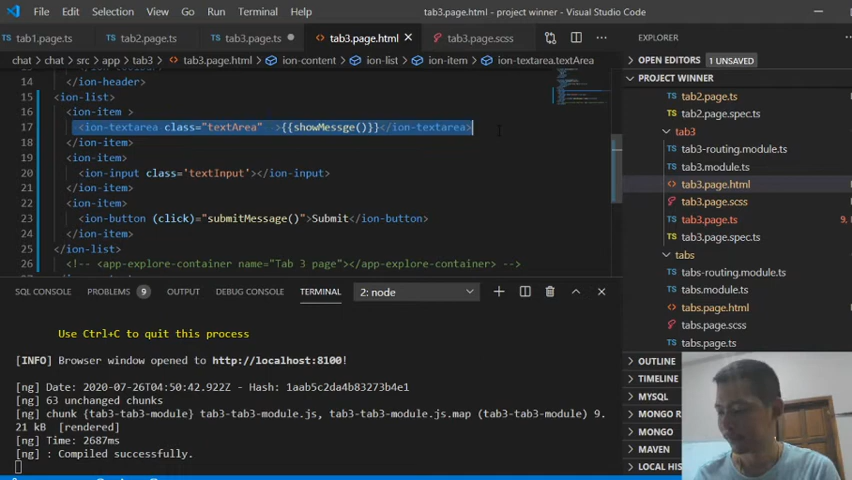 File Edit Selection View Go Run Terminal Help tab3.page.html - project winner - Visual Studio Code
tab1.page.ts tab2.page.ts tab3.page.ts tab3.page.html tab3.page.scss
chat > chat > src > app > tab3 > tab3.page.html > ion-content > ion-list > ion-item > ion-textarea.textArea
14 </ion-header>
15 <ion-list>
16 <ion-item >
17 <ion-textarea class="textArea" >{{showMessge()}}</ion-textarea>
18 </ion-item>
19 <ion-item>
20 <ion-input class='textInput'></ion-input>
21 </ion-item>
22 <ion-item>
23 <ion-button (click)="submitMessage()">Submit</ion-button>
24 </ion-item>
25 </ion-list>
26 <!-- <app-explore-container name="Tab 3 page"></app-explore-container> -->
SQL CONSOLE PROBLEMS 9 OUTPUT DEBUG CONSOLE TERMINAL 2: node
Use Ctrl+C to quit this process
[INFO] Browser window opened to http://localhost:8100!
[ng] Date: 2020-07-26T04:50:42.922Z - Hash: 1aab5c2da4b83273b4e1
[ng] 63 unchanged chunks
[ng] chunk {tab3-tab3-module} tab3-tab3-module.js, tab3-tab3-module.js.map (tab3-tab3-module) 9.
21 kB [rendered]
[ng] Time: 2687ms
[ng] : Compiled successfully.
EXPLORER
OPEN EDITORS 1 UNSAVED
PROJECT WINNER
tab2.page.ts
tab2.page.spec.ts
tab3
tab3-routing.module.ts
tab3.module.ts
tab3.page.html
tab3.page.scss
tab3.page.ts 9.
tab3.page.spec.ts
tabs
tabs-routing.module.ts
tabs.module.ts
tabs.page.html
tabs.page.scss
tabs.page.ts
OUTLINE
TIMELINE
MYSQL
MONGO R
MONGO
MAVEN
LOCAL HIS